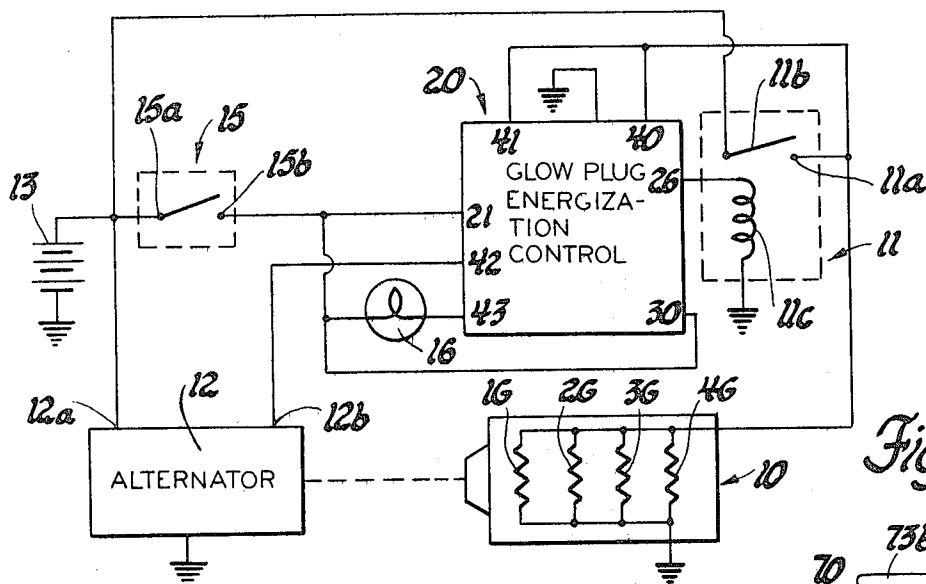 20
15a
15
15b
11b
41
40
GLOW PLUG
ENERGIZA-
TION
CONTROL
26
11a
13
21
42
11
43
30
11c
16
12
12a
12b
1G
2G
3G
4G
ALTERNATOR
10
Fig
70
73b